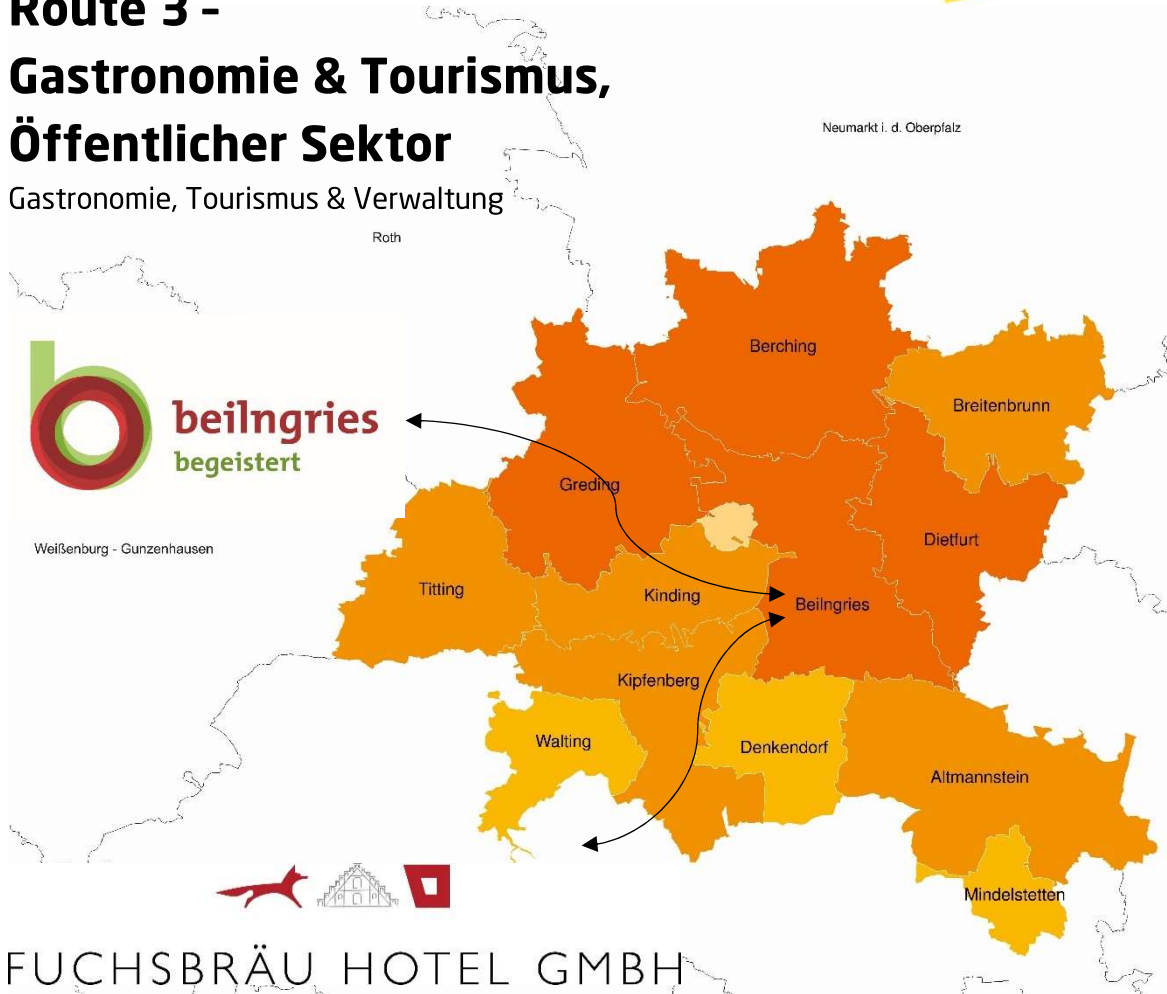 Route 3 –
Gastronomie & Tourismus,
Öffentlicher Sektor
Gastronomie, Tourismus & Verwaltung
Neumarkt i. d. Oberpfalz
Roth
Berching
Breitenbrunn
beilngries
begeistert
Greding
Dietfurt
Weißenburg - Gunzenhausen
Titting
Kinding
Beilngries
Kipfenberg
Walting
Denkendorf
Altmannstein
Mindelstetten
FUCHSBRÄU HOTEL GMBH